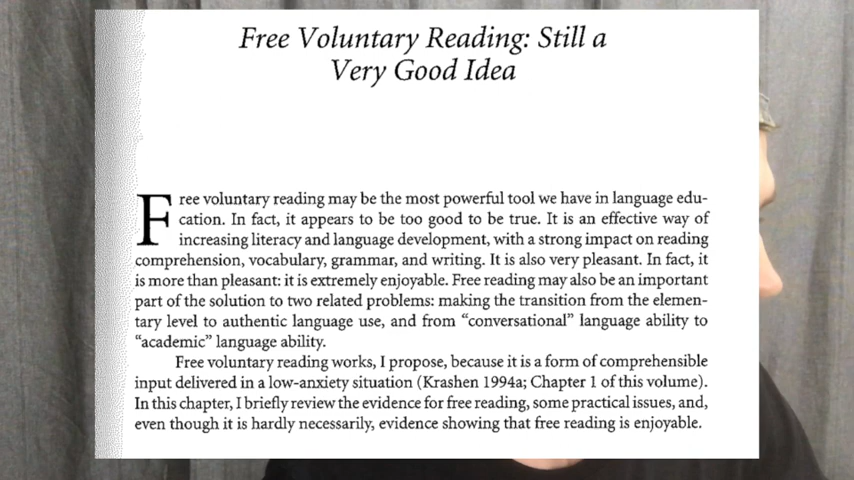 Free Voluntary Reading: Still a
Very Good Idea
Free voluntary reading may be the most powerful tool we have in language edu-
cation. In fact, it appears to be too good to be true. It is an effective way of
increasing literacy and language development, with a strong impact on reading
comprehension, vocabulary, grammar, and writing. It is also very pleasant. In fact, it
is more than pleasant: it is extremely enjoyable. Free reading may also be an important
part of the solution to two related problems: making the transition from the elemen-
tary level to authentic language use, and from “conversational” language ability to
“academic” language ability.
Free voluntary reading works, I propose, because it is a form of comprehensible
input delivered in a low-anxiety situation (Krashen 1994a; Chapter 1 of this volume).
In this chapter, I briefly review the evidence for free reading, some practical issues, and,
even though it is hardly necessarily, evidence showing that free reading is enjoyable.